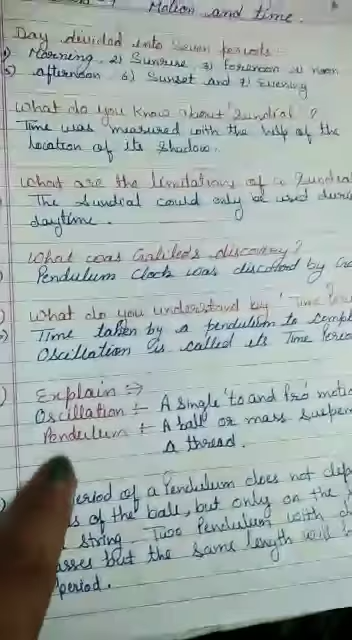 Motion and time.
Day divided into seven periods
1) Morning 2) Sunrise 3) forenoon 4) noon
5) afternoon 6) Sunset and 7) Evening
What do you know about Sundial ?
Time was measured with the help of the
location of its Shadow.
What are the limitations of a Sundial
The Sundial could only be used
daytime.
What was Galileo's discovery?
Pendulum clock was discovered by
What do you understand by 'Time
Time taken by a pendulum to
Oscillation is called its Time
Explain ⇒
Oscillation ÷ A single 'to and fro'
Pendulum ÷ A ball or mass
a thread.
period of a Pendulum does not
of the ball, but only on the
string. Two Pendulum with
but the same length will
period.